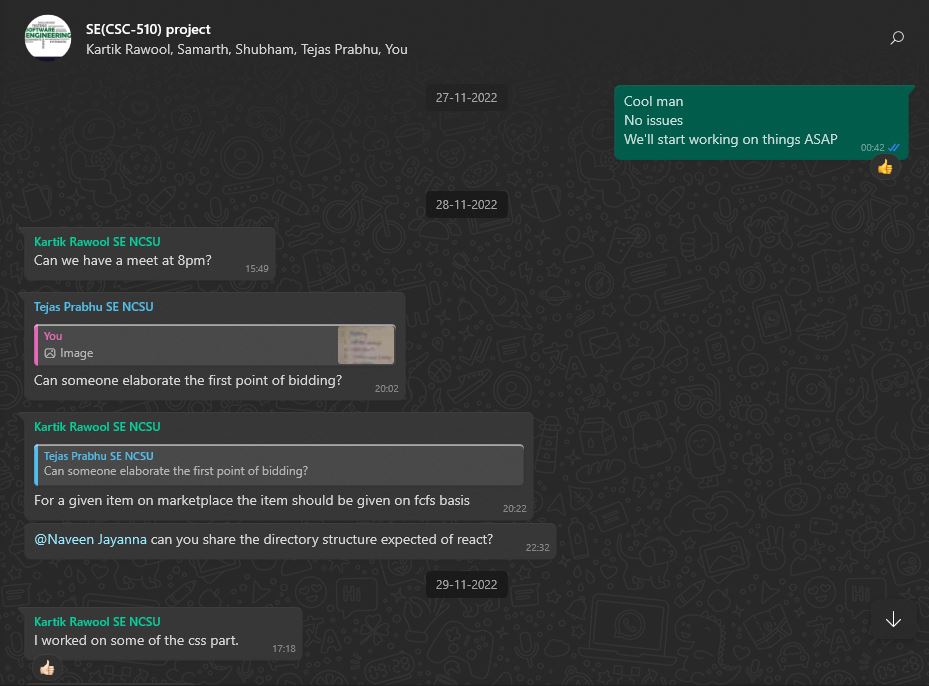 SOFTWARE
ENGINEERING
SE(CSC-510) project
Kartik Rawool, Samarth, Shubham, Tejas Prabhu, You
27-11-2022
Cool man
No issues
We'll start working on things ASAP
00:42
28-11-2022
Kartik Rawool SE NCSU
Can we have a meet at 8pm?
15:49
Tejas Prabhu SE NCSU
You
Image
Can someone elaborate the first point of bidding?
20:02
Kartik Rawool SE NCSU
Tejas Prabhu SE NCSU
Can someone elaborate the first point of bidding?
For a given item on marketplace the item should be given on fcfs basis
20:22
@Naveen Jayanna can you share the directory structure expected of react?
22:32
29-11-2022
Kartik Rawool SE NCSU
I worked on some of the css part.
17:18